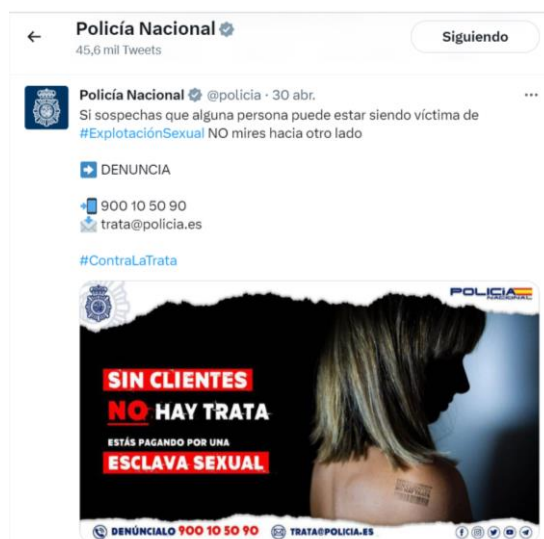 Policía Nacional
45,6 mil Tweets
Siguiendo
Policía Nacional @policia · 30 abr.
Si sospechas que alguna persona puede estar siendo víctima de
#ExplotaciónSexual NO mires hacia otro lado
DENUNCIA
900 10 50 90
trata@policia.es
#ContraLaTrata
POLICIA
NACIONAL
SIN CLIENTES
NO HAY TRATA
ESTÁS PAGANDO POR UNA
ESCLAVA SEXUAL
DENÚNCIALO 900 10 50 90 TRATA@POLICIA.ES